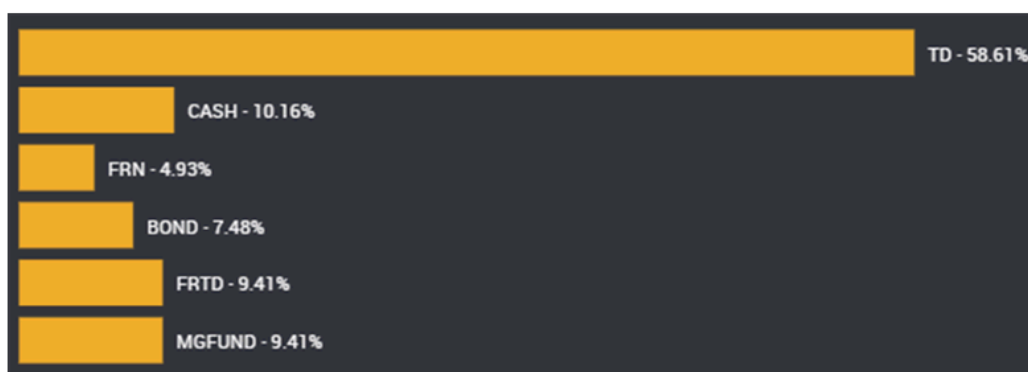 TD - 58.61%
CASH - 10.16%
FRN - 4.93%
BOND - 7.48%
FRTD - 9.41%
MGFUND - 9.41%